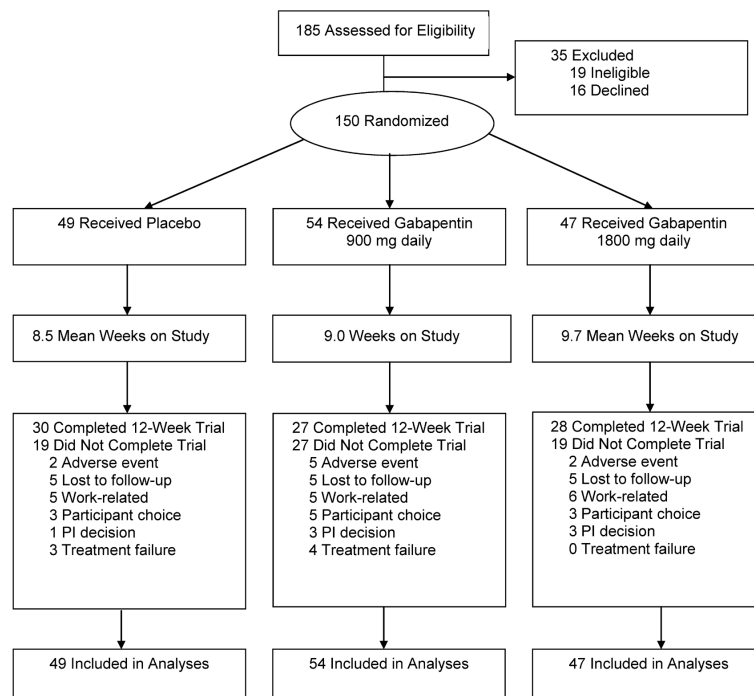 185 Assessed for Eligibility
35 Excluded
19 Ineligible
16 Declined
150 Randomized
49 Received Placebo
54 Received Gabapentin
900 mg daily
47 Received Gabapentin
1800 mg daily
8.5 Mean Weeks on Study
9.0 Weeks on Study
9.7 Mean Weeks on Study
30 Completed 12-Week Trial
19 Did Not Complete Trial
2 Adverse event
5 Lost to follow-up
5 Work-related
3 Participant choice
1 PI decision
3 Treatment failure
27 Completed 12-Week Trial
27 Did Not Complete Trial
5 Adverse event
5 Lost to follow-up
5 Work-related
5 Participant choice
3 PI decision
4 Treatment failure
28 Completed 12-Week Trial
19 Did Not Complete Trial
2 Adverse event
5 Lost to follow-up
6 Work-related
3 Participant choice
3 PI decision
0 Treatment failure
49 Included in Analyses
54 Included in Analyses
47 Included in Analyses